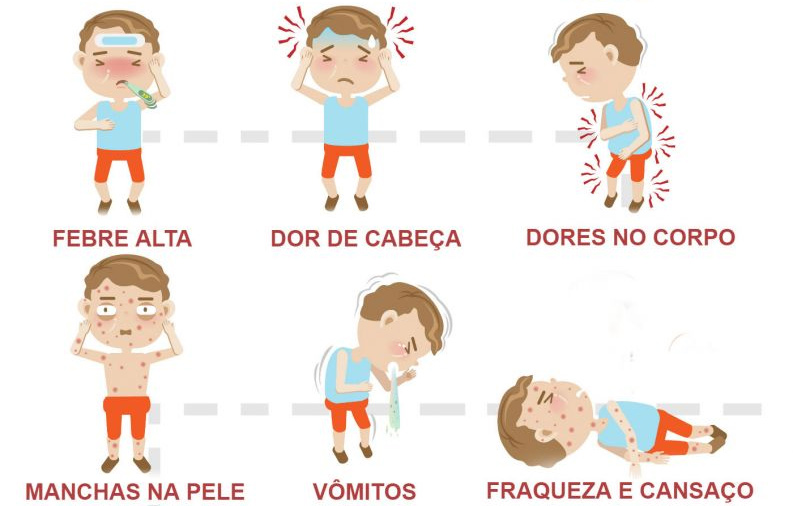 FEBRE ALTA
DOR DE CABEÇA
DORES NO CORPO
MANCHAS NA PELE
VÔMITOS
FRAQUEZA E CANSAÇO